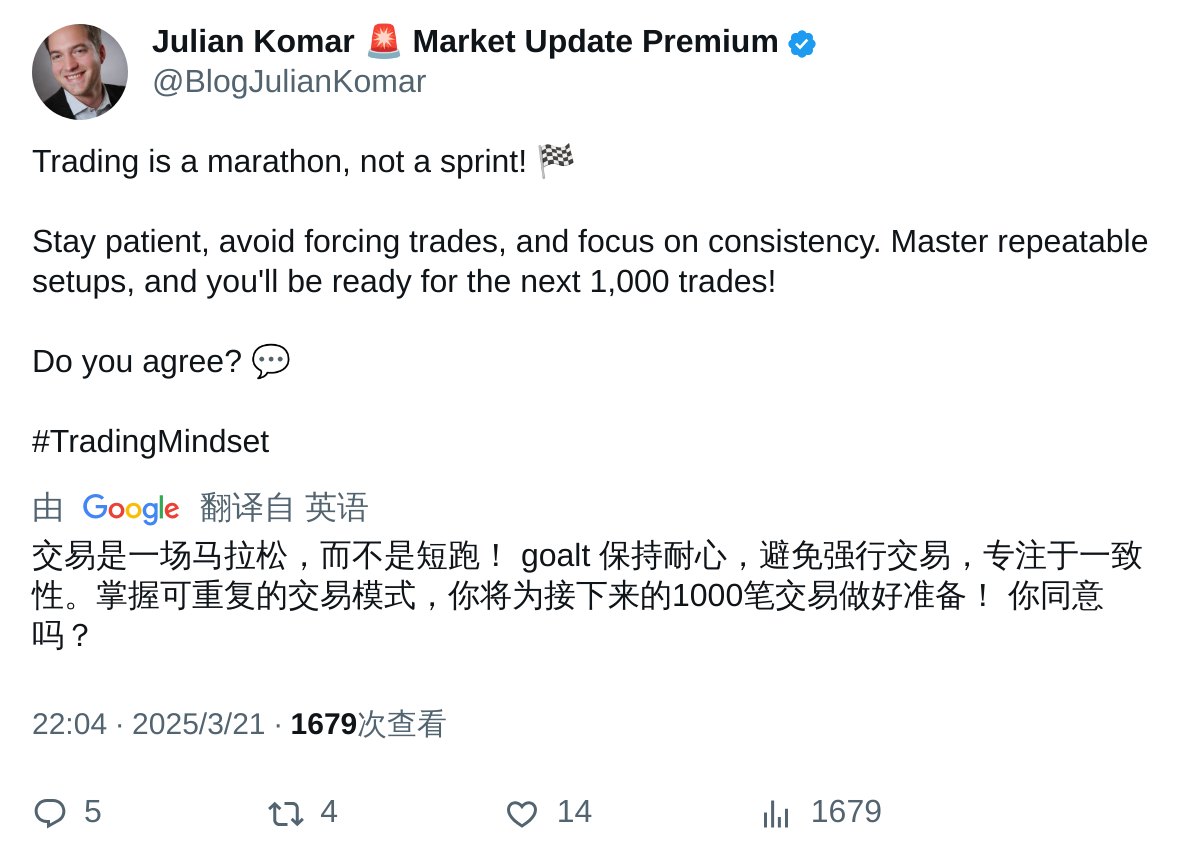 Julian Komar 🚨 Market Update Premium
@BlogJulianKomar
Trading is a marathon, not a sprint! 🏁
Stay patient, avoid forcing trades, and focus on consistency. Master repeatable
setups, and you'll be ready for the next 1,000 trades!
Do you agree? 💬
#TradingMindset
由 Google 翻译自 英语
交易是一场马拉松，而不是短跑！ goalt 保持耐心，避免强行交易，专注于一致
性。掌握可重复的交易模式，你将为接下来的1000笔交易做好准备！ 你同意
吗？
22:04 · 2025/3/21 · 1679次查看
5 4 14 1679